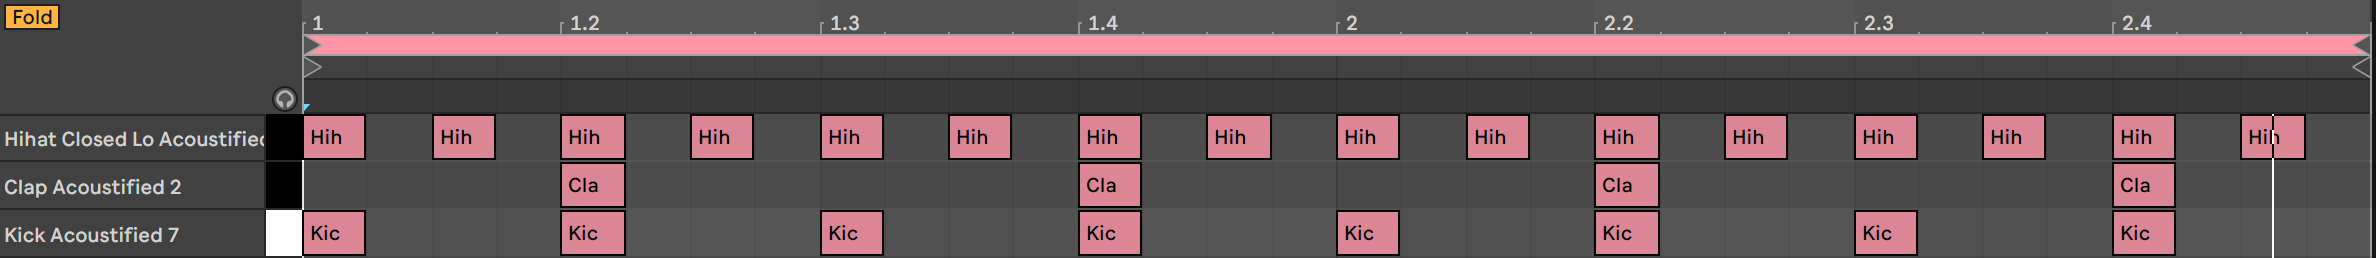 Fold
1 1.2 1.3 1.4 2 2.2 2.3 2.4
Hihat Closed Lo Acoustified Hih Hih Hih Hih Hih Hih Hih Hih Hih Hih Hih Hih Hih Hih Hih Hih
Clap Acoustified 2 Cla Cla Cla Cla
Kick Acoustified 7 Kic Kic Kic Kic Kic Kic Kic Kic